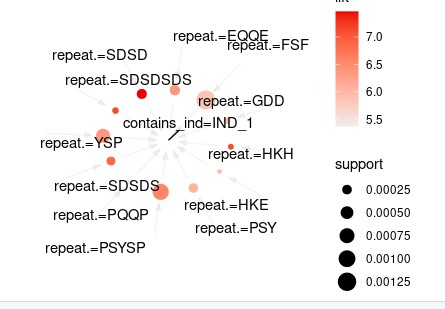 lift
repeat.=EQQE
repeat.=FSF
repeat.=SDSD
repeat.=SDSDSDS
repeat.=GDD
contains_ind=IND_1
repeat.=YSP
repeat.=HKH
repeat.=SDSDS
repeat.=HKE
repeat.=PQQP
repeat.=PSY
repeat.=PSYSP
7.0
6.5
6.0
5.5
support
0.00025
0.00050
0.00075
0.00100
0.00125